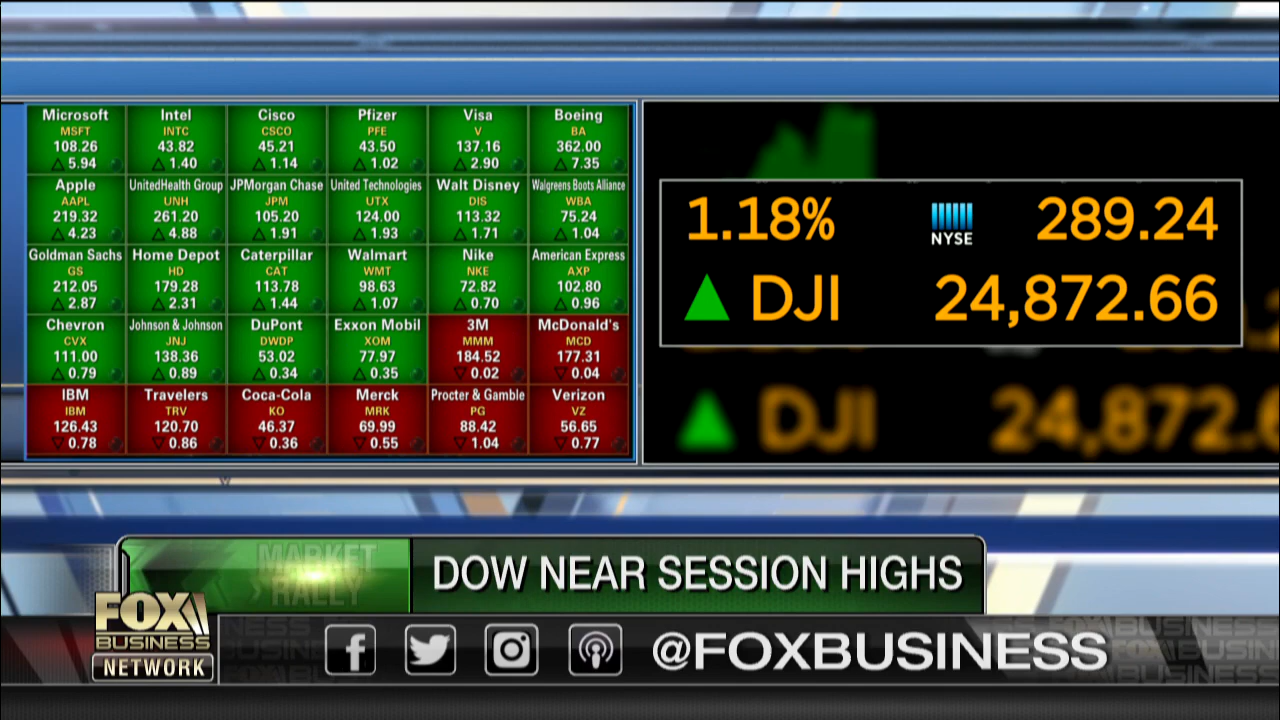 Microsoft
MSFT
108.26
△ 5.94
Intel
INTC
43.82
△ 1.40
Cisco
CSCO
45.21
△ 1.14
Pfizer
PFE
43.50
△ 1.02
Visa
V
137.16
△ 2.90
Boeing
BA
362.00
△ 7.35
Apple
AAPL
219.32
△ 4.23
UnitedHealth Group
UNH
261.20
△ 4.88
JPMorgan Chase
JPM
105.20
△ 1.91
United Technologies
UTX
124.00
△ 1.93
Walt Disney
DIS
113.32
△ 1.71
Walgreens Boots Alliance
WBA
75.24
△ 1.04
Goldman Sachs
GS
212.05
△ 2.87
Home Depot
HD
179.28
△ 2.31
Caterpillar
CAT
113.78
△ 1.44
Walmart
WMT
98.63
△ 1.07
Nike
NKE
72.82
△ 0.70
American Express
AXP
102.80
△ 0.96
Chevron
CVX
111.00
△ 0.79
Johnson & Johnson
JNJ
138.36
△ 0.89
DuPont
DWDP
53.02
△ 0.34
Exxon Mobil
XOM
77.97
△ 0.35
3M
MMM
184.52
▽ 0.02
McDonald's
MCD
177.31
▽ 0.04
IBM
IBM
126.43
▽ 0.78
Travelers
TRV
120.70
▽ 0.86
Coca-Cola
KO
46.37
▽ 0.36
Merck
MRK
69.99
▽ 0.55
Procter & Gamble
PG
88.42
▽ 1.04
Verizon
VZ
56.65
▽ 0.77
1.18% NYSE 289.24
▲ DJI 24,872.66
▲ DJI 24,872.6
MARKET
RALLY
DOW NEAR SESSION HIGHS
FOX
BUSINESS
NETWORK
@FOXBUSINESS